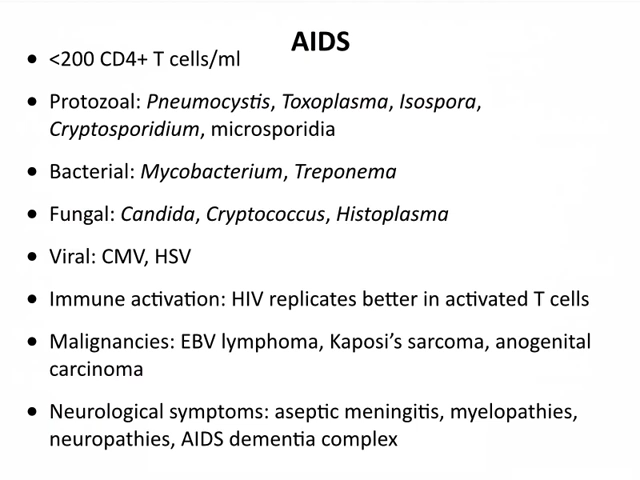 AIDS
• <200 CD4+ T cells/ml
• Protozoal: Pneumocystis, Toxoplasma, Isospora,
Cryptosporidium, microsporidia
• Bacterial: Mycobacterium, Treponema
• Fungal: Candida, Cryptococcus, Histoplasma
• Viral: CMV, HSV
• Immune activation: HIV replicates better in activated T cells
• Malignancies: EBV lymphoma, Kaposi’s sarcoma, anogenital
carcinoma
• Neurological symptoms: aseptic meningitis, myelopathies,
neuropathies, AIDS dementia complex